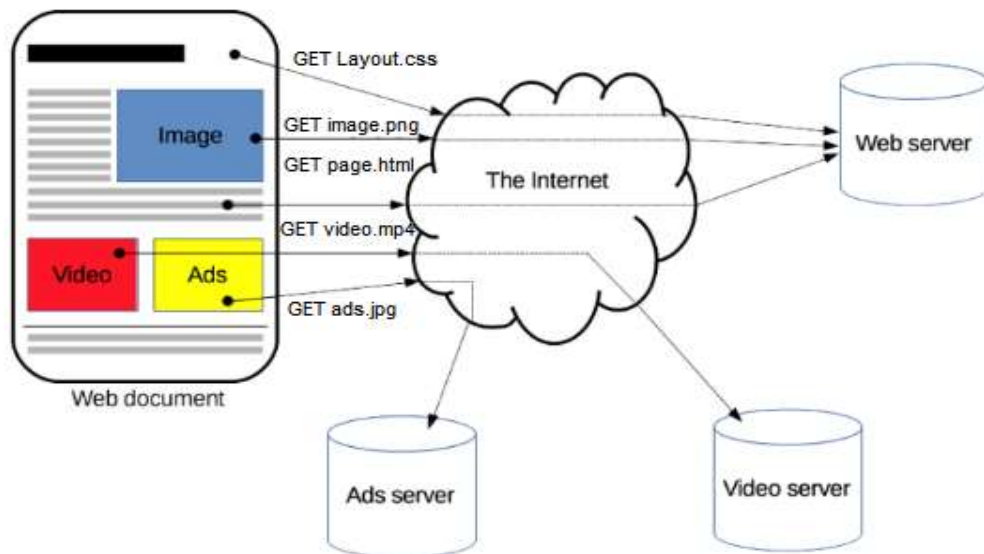 GET Layout.css
Image
GET image.png
Web server
GET page.html
The Internet
GET video.mp4
Video
Ads
GET ads.jpg
Web document
Ads server
Video server